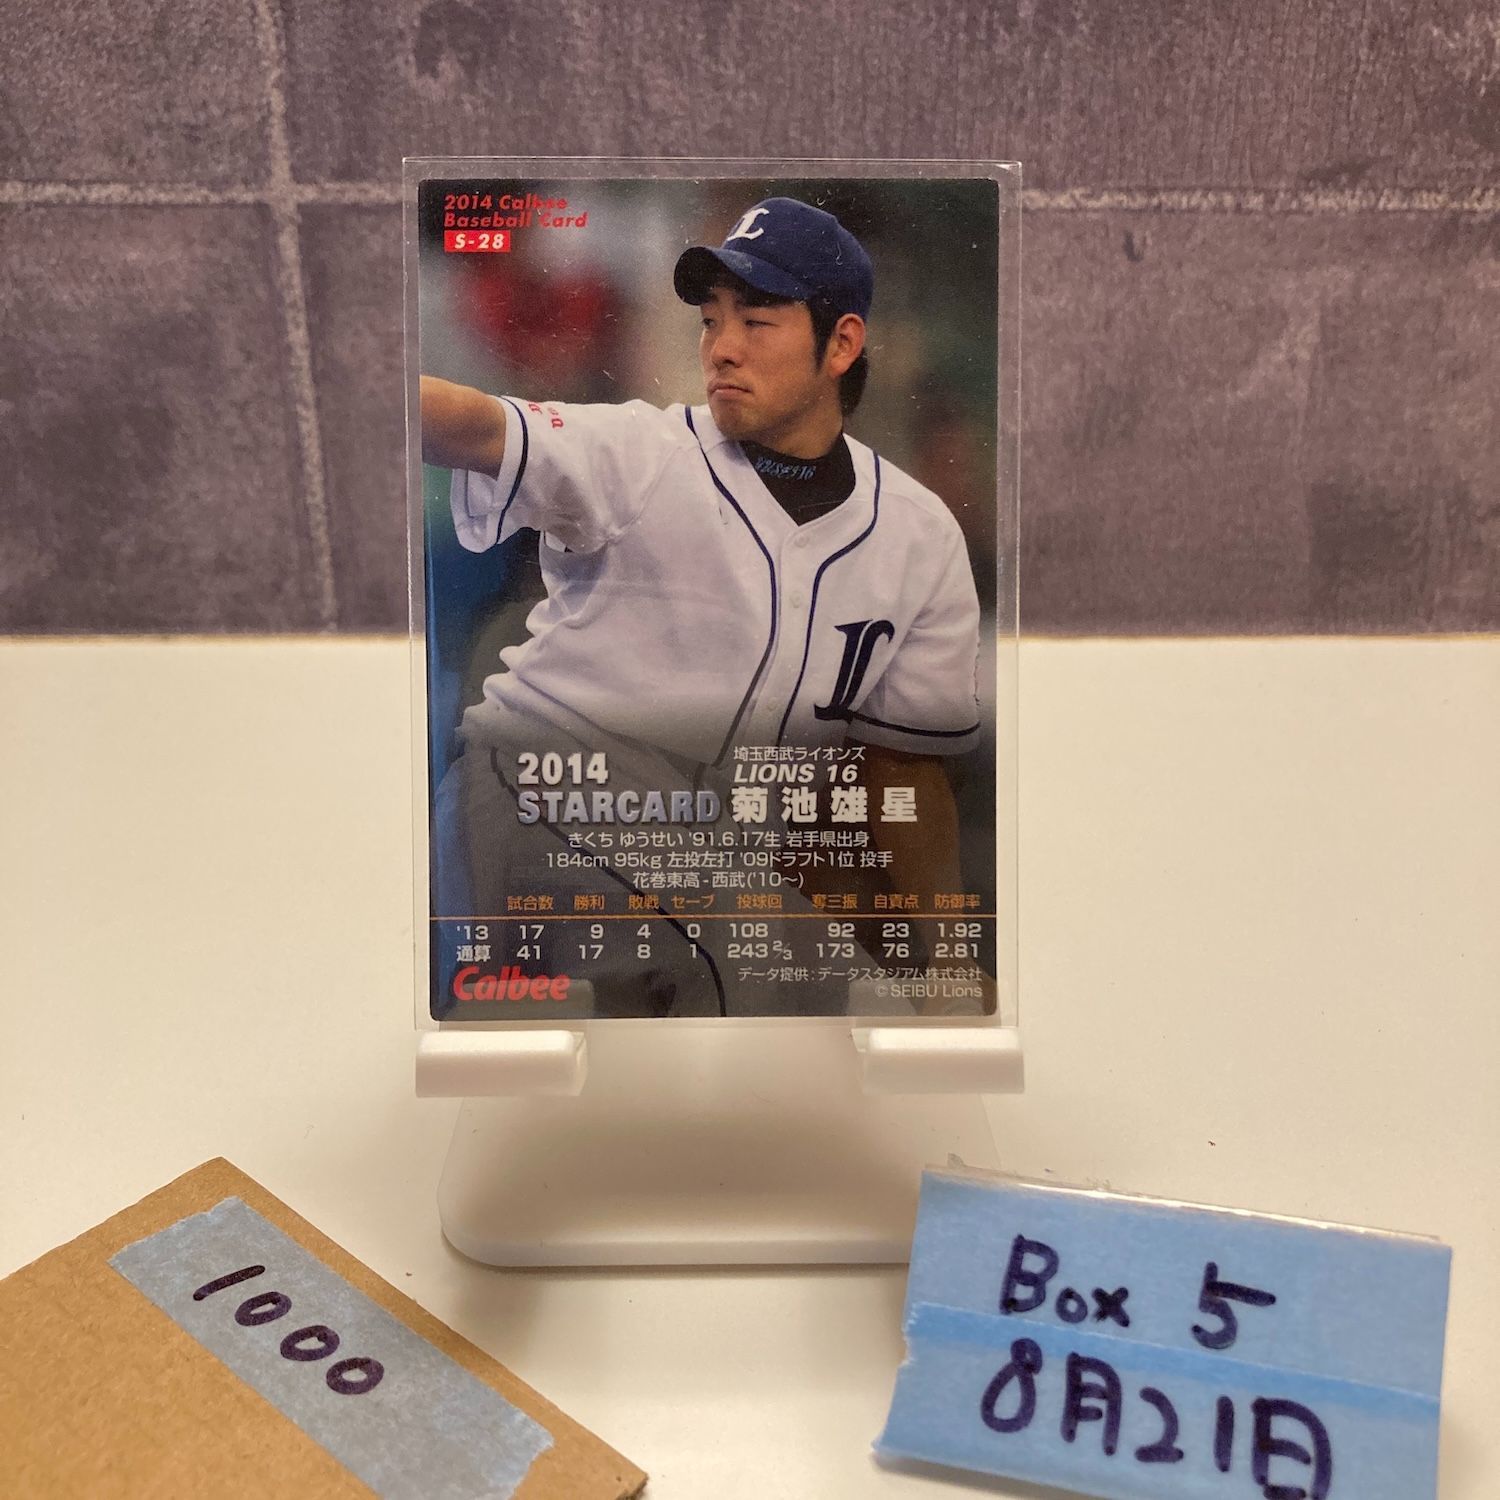 2014 Calbee
Baseball Card
S-28
L
L
埼玉西武ライオンズ
2014 LIONS 16
STARCARD 菊池雄星
きくち ゆうせい '91.6.17生 岩手県出身
184cm 95kg 左投左打 '09ドラフト1位 投手
花巻東高-西武('10〜)
試合数 勝利 敗戦 セーブ 投球回 奪三振 自責点 防御率
'13 17 9 4 0 108 92 23 1.92
通算 41 17 8 1 243 2/3 173 76 2.81
Calbee
データ提供:データスタジアム株式会社
© SEIBU Lions
1000
Box 5
8月21日